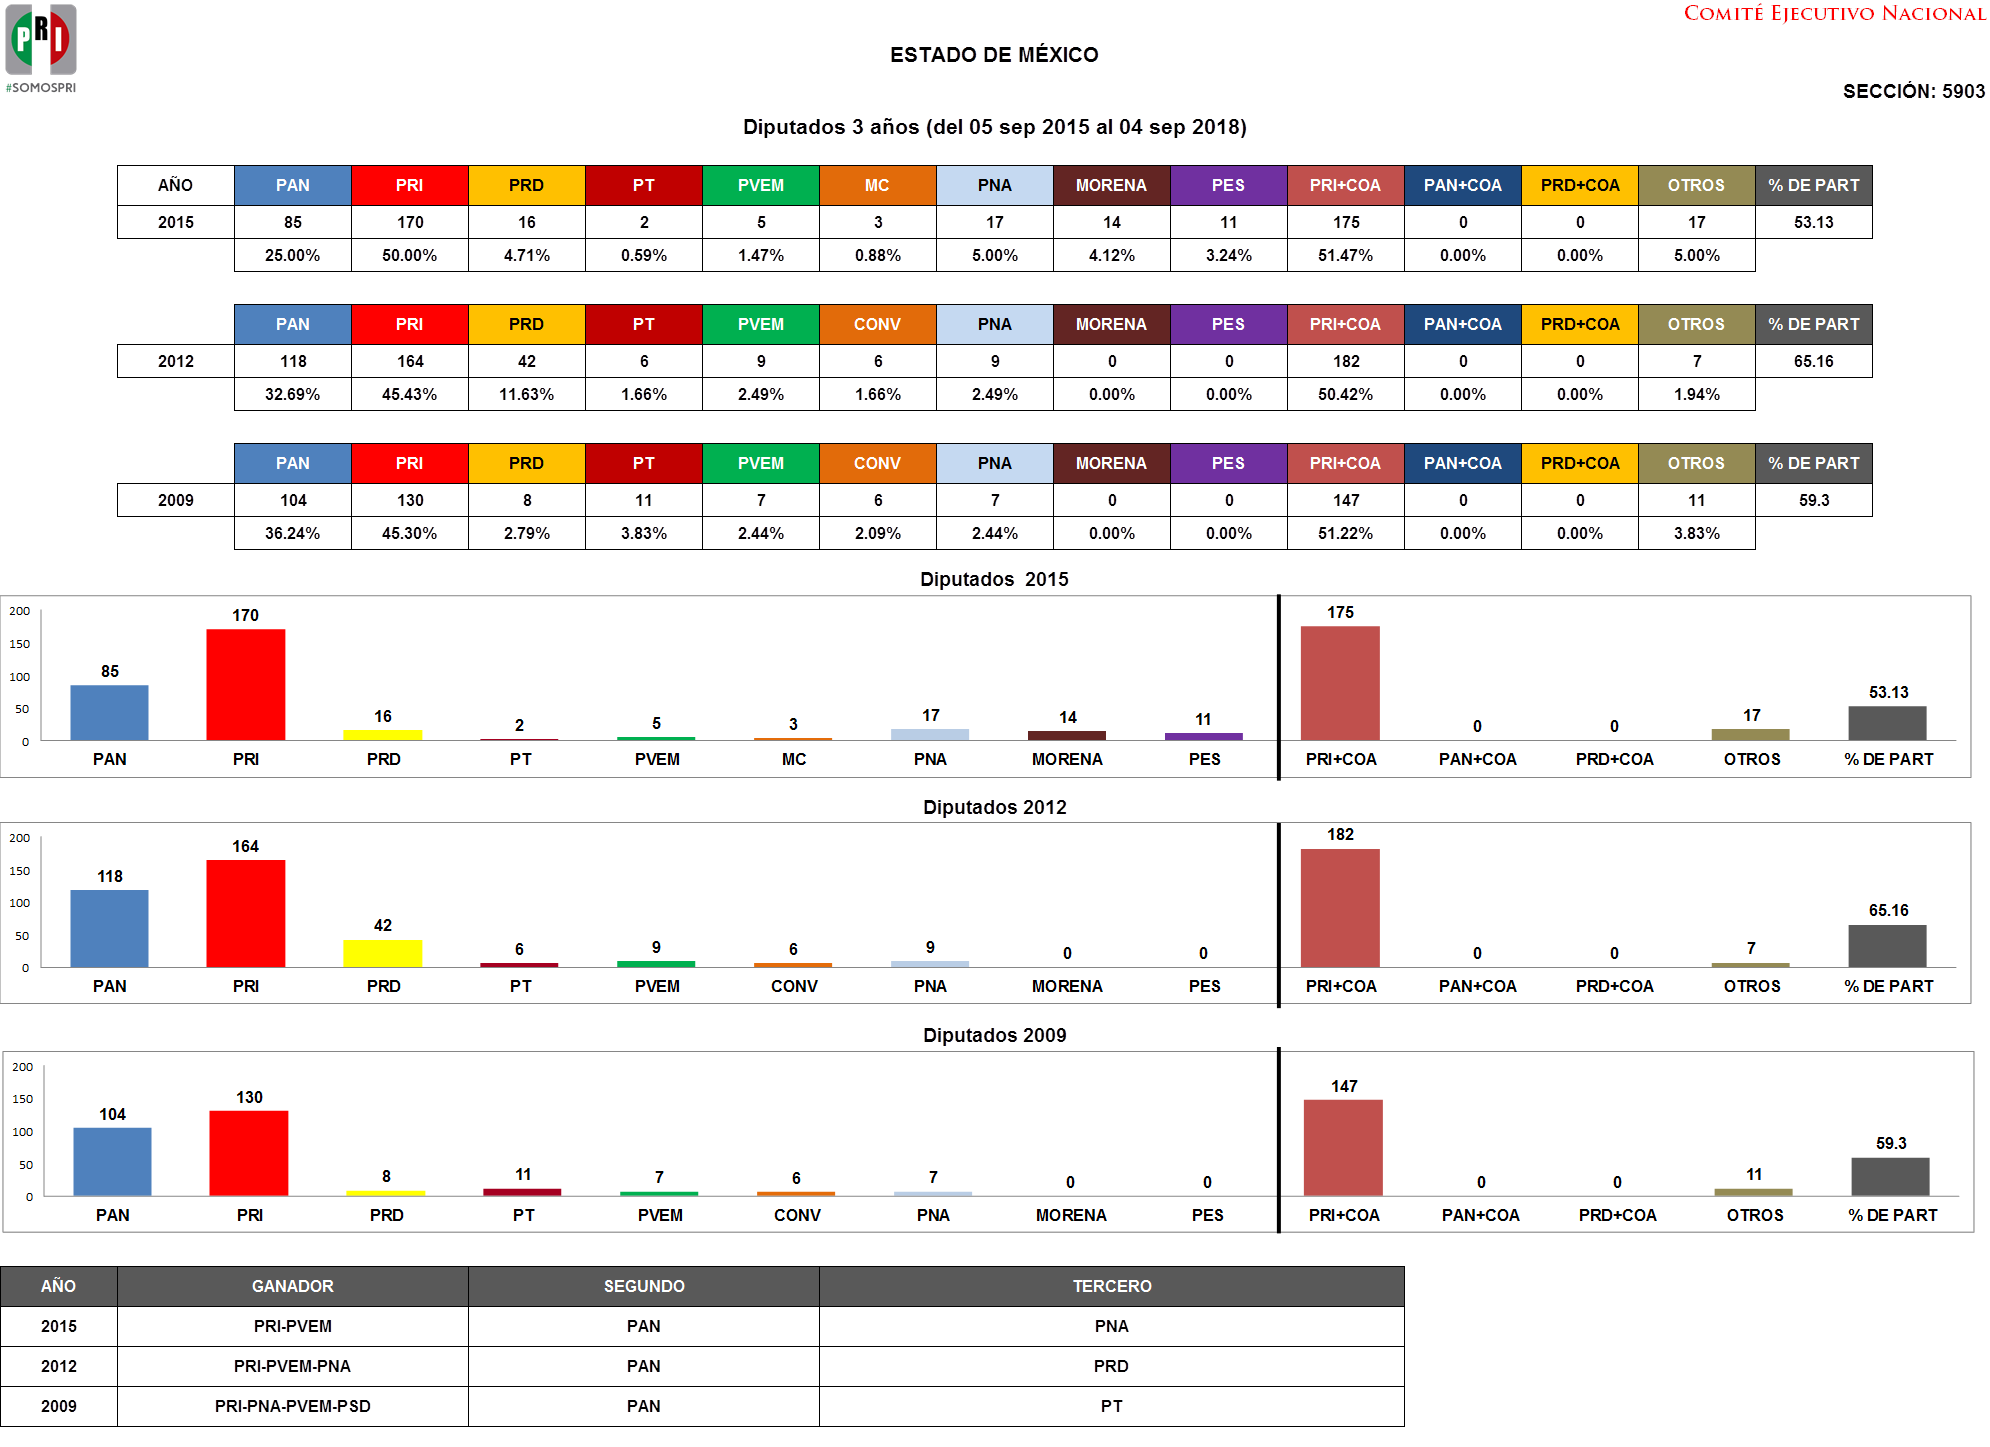 PRI
#SOMOSPRI
COMITÉ EJECUTIVO NACIONAL
ESTADO DE MÉXICO
SECCIÓN: 5903
Diputados 3 años (del 05 sep 2015 al 04 sep 2018)
AÑO PAN PRI PRD PT PVEM MC PNA MORENA PES PRI+COA PAN+COA PRD+COA OTROS % DE PART
2015 85 170 16 2 5 3 17 14 11 175 0 0 17 53.13
25.00% 50.00% 4.71% 0.59% 1.47% 0.88% 5.00% 4.12% 3.24% 51.47% 0.00% 0.00% 5.00%
PAN PRI PRD PT PVEM CONV PNA MORENA PES PRI+COA PAN+COA PRD+COA OTROS % DE PART
2012 118 164 42 6 9 6 9 0 0 182 0 0 7 65.16
32.69% 45.43% 11.63% 1.66% 2.49% 1.66% 2.49% 0.00% 0.00% 50.42% 0.00% 0.00% 1.94%
PAN PRI PRD PT PVEM CONV PNA MORENA PES PRI+COA PAN+COA PRD+COA OTROS % DE PART
2009 104 130 8 11 7 6 7 0 0 147 0 0 11 59.3
36.24% 45.30% 2.79% 3.83% 2.44% 2.09% 2.44% 0.00% 0.00% 51.22% 0.00% 0.00% 3.83%
Diputados 2015
200
150
100
50
0
85 170 16 2 5 3 17 14 11 175 0 0 17 53.13
PAN PRI PRD PT PVEM MC PNA MORENA PES PRI+COA PAN+COA PRD+COA OTROS % DE PART
Diputados 2012
200
150
100
50
0
118 164 42 6 9 6 9 0 0 182 0 0 7 65.16
PAN PRI PRD PT PVEM CONV PNA MORENA PES PRI+COA PAN+COA PRD+COA OTROS % DE PART
Diputados 2009
200
150
100
50
0
104 130 8 11 7 6 7 0 0 147 0 0 11 59.3
PAN PRI PRD PT PVEM CONV PNA MORENA PES PRI+COA PAN+COA PRD+COA OTROS % DE PART
AÑO GANADOR SEGUNDO TERCERO
2015 PRI-PVEM PAN PNA
2012 PRI-PVEM-PNA PAN PRD
2009 PRI-PNA-PVEM-PSD PAN PT